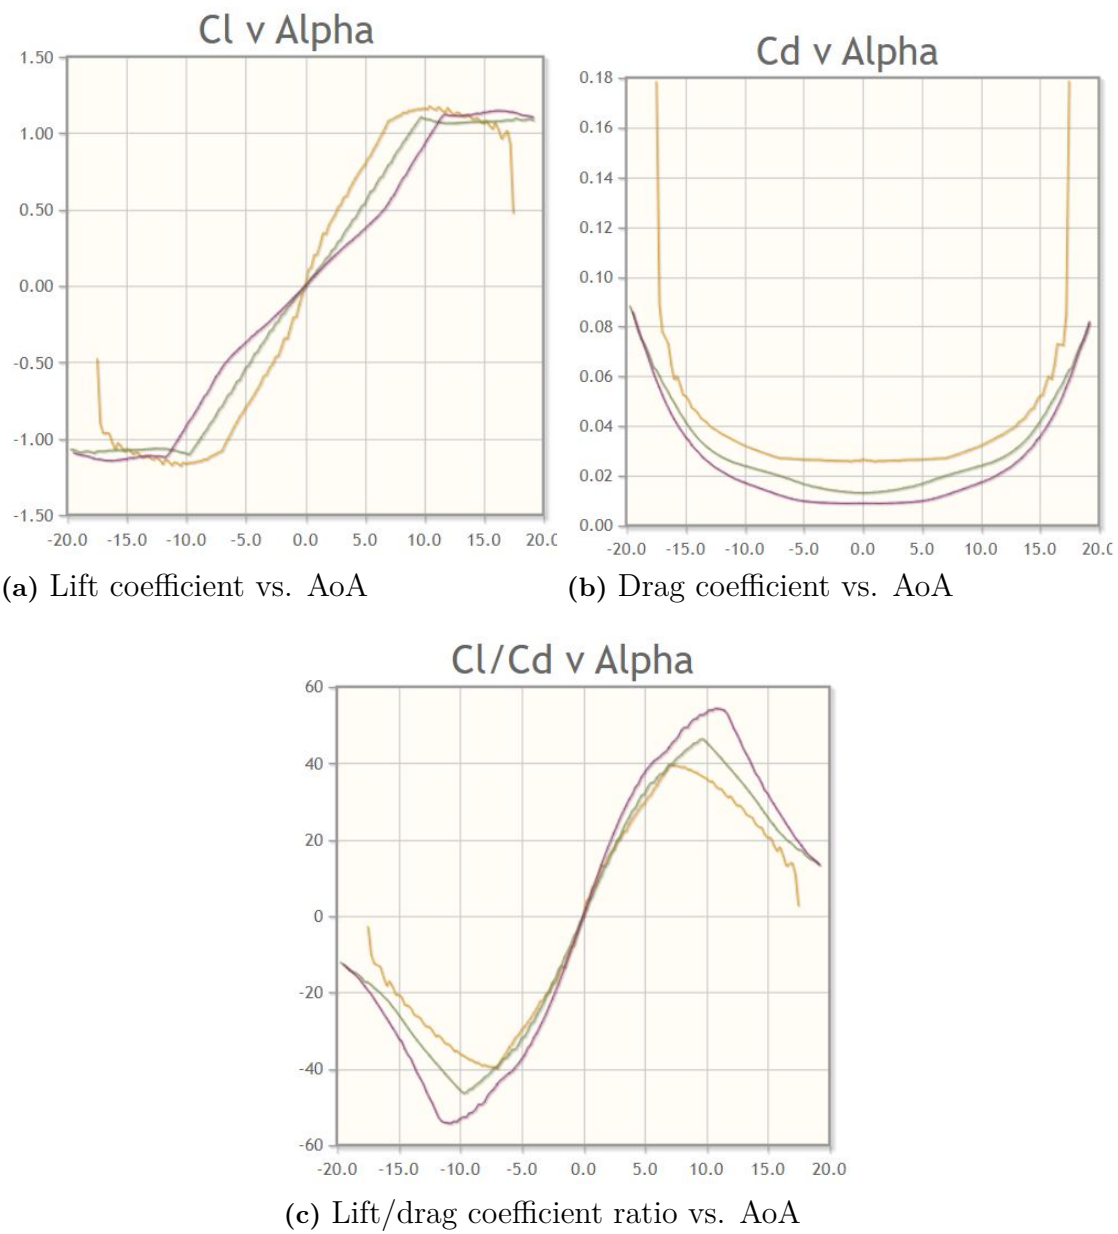 Cl v Alpha
1.50
1.00
0.50
0.00
-0.50
-1.00
-1.50
-20.0 -15.0 -10.0 -5.0 0.0 5.0 10.0 15.0 20.0
(a) Lift coefficient vs. AoA
Cd v Alpha
0.18
0.16
0.14
0.12
0.10
0.08
0.06
0.04
0.02
0.00
-20.0 -15.0 -10.0 -5.0 0.0 5.0 10.0 15.0 20.0
(b) Drag coefficient vs. AoA
Cl/Cd v Alpha
60
40
20
0
-20
-40
-60
-20.0 -15.0 -10.0 -5.0 0.0 5.0 10.0 15.0 20.0
(c) Lift/drag coefficient ratio vs. AoA